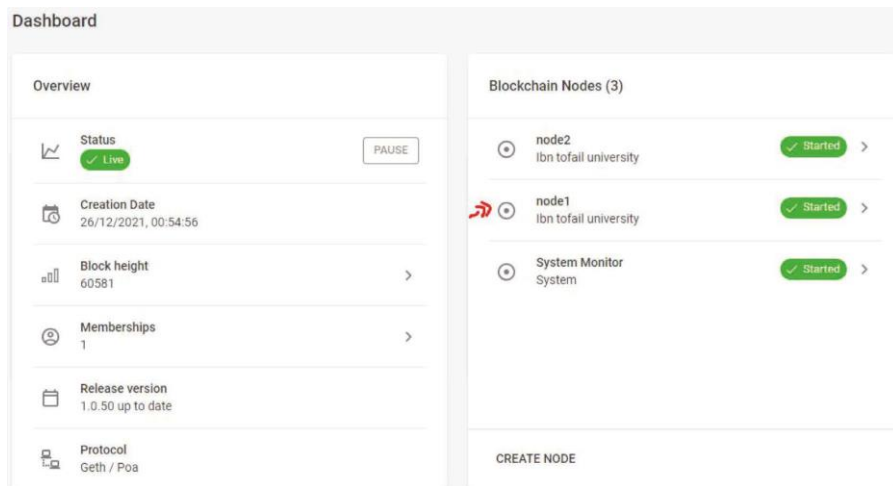 Dashboard
Overview
Status
Live
PAUSE
Creation Date
26/12/2021, 00:54:56
Block height
60581
Memberships
1
Release version
1.0.50 up to date
Protocol
Geth / Poa
Blockchain Nodes (3)
node2
Ibn tofail university
Started
node1
Ibn tofail university
Started
System Monitor
System
Started
CREATE NODE